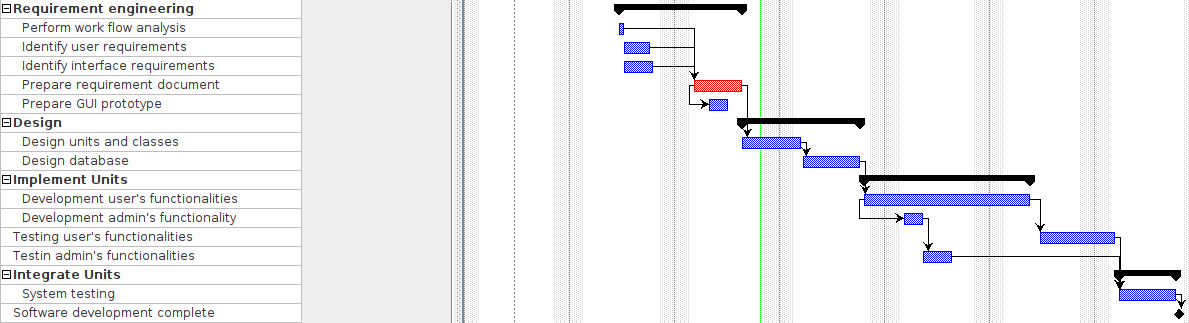 Requirement engineering
Perform work flow analysis
Identify user requirements
Identify interface requirements
Prepare requirement document
Prepare GUI prototype
Design
Design units and classes
Design database
Implement Units
Development user's functionalities
Development admin's functionality
Testing user's functionalities
Testin admin's functionalities
Integrate Units
System testing
Software development complete